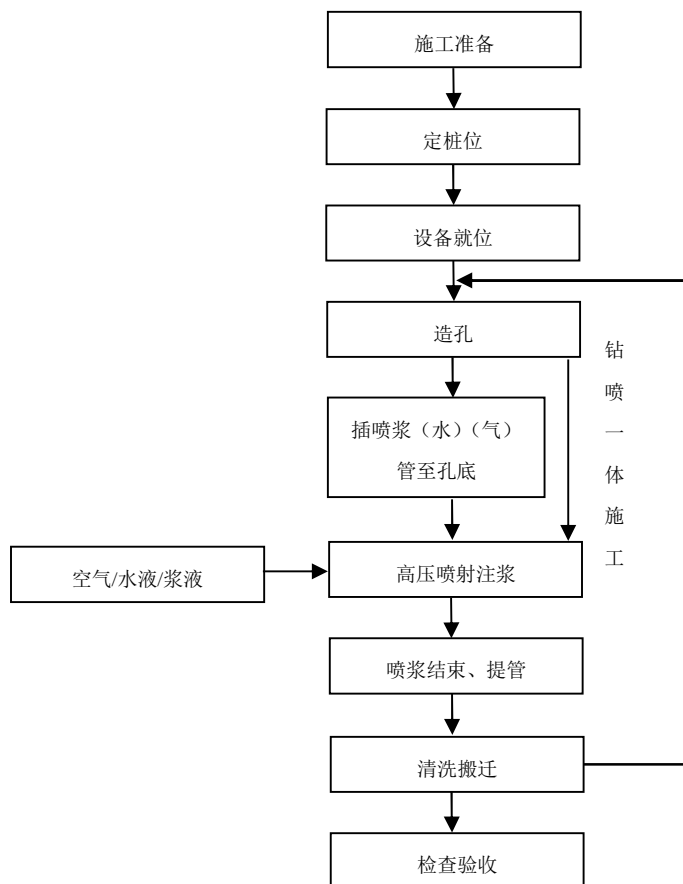 施工准备
定桩位
设备就位
造孔
钻喷一体施工
插喷浆（水）（气）
管至孔底
空气/水液/浆液
高压喷射注浆
喷浆结束、提管
清洗搬迁
检查验收